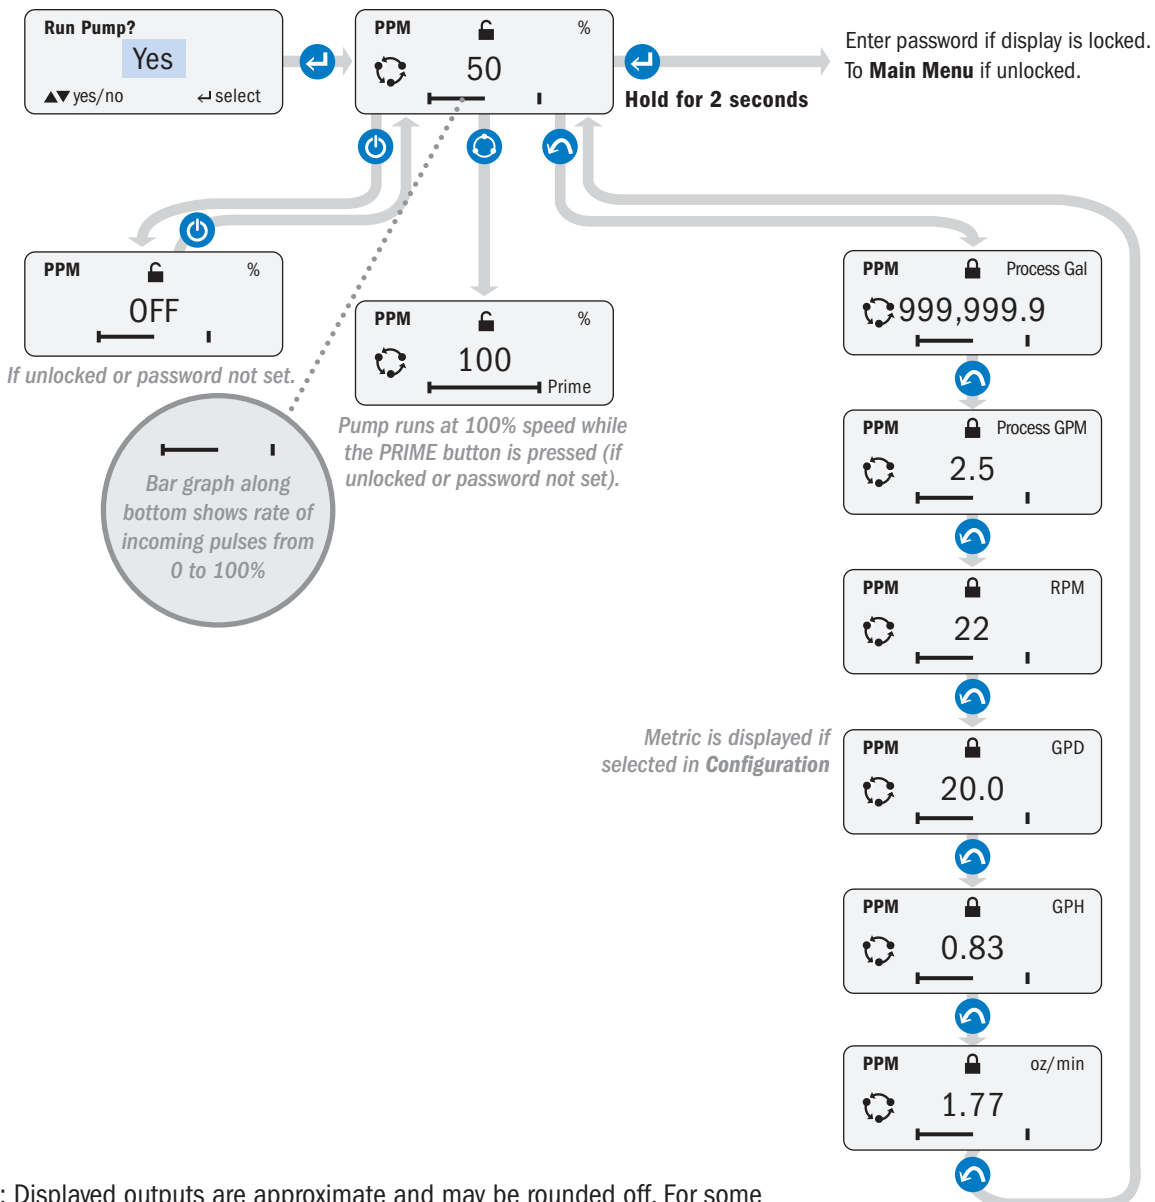 Run Pump?
Yes
▲▼ yes/no ↵ select
PPM %
50
Hold for 2 seconds
Enter password if display is locked.
To Main Menu if unlocked.
PPM %
OFF
If unlocked or password not set.
PPM %
100
Prime
Pump runs at 100% speed while
the PRIME button is pressed (if
unlocked or password not set).
Bar graph along
bottom shows rate of
incoming pulses from
0 to 100%
PPM Process Gal
999,999.9
PPM Process GPM
2.5
PPM RPM
22
Metric is displayed if
selected in Configuration
PPM GPD
20.0
PPM GPH
0.83
PPM oz/min
1.77
: Displayed outputs are approximate and may be rounded off. For some